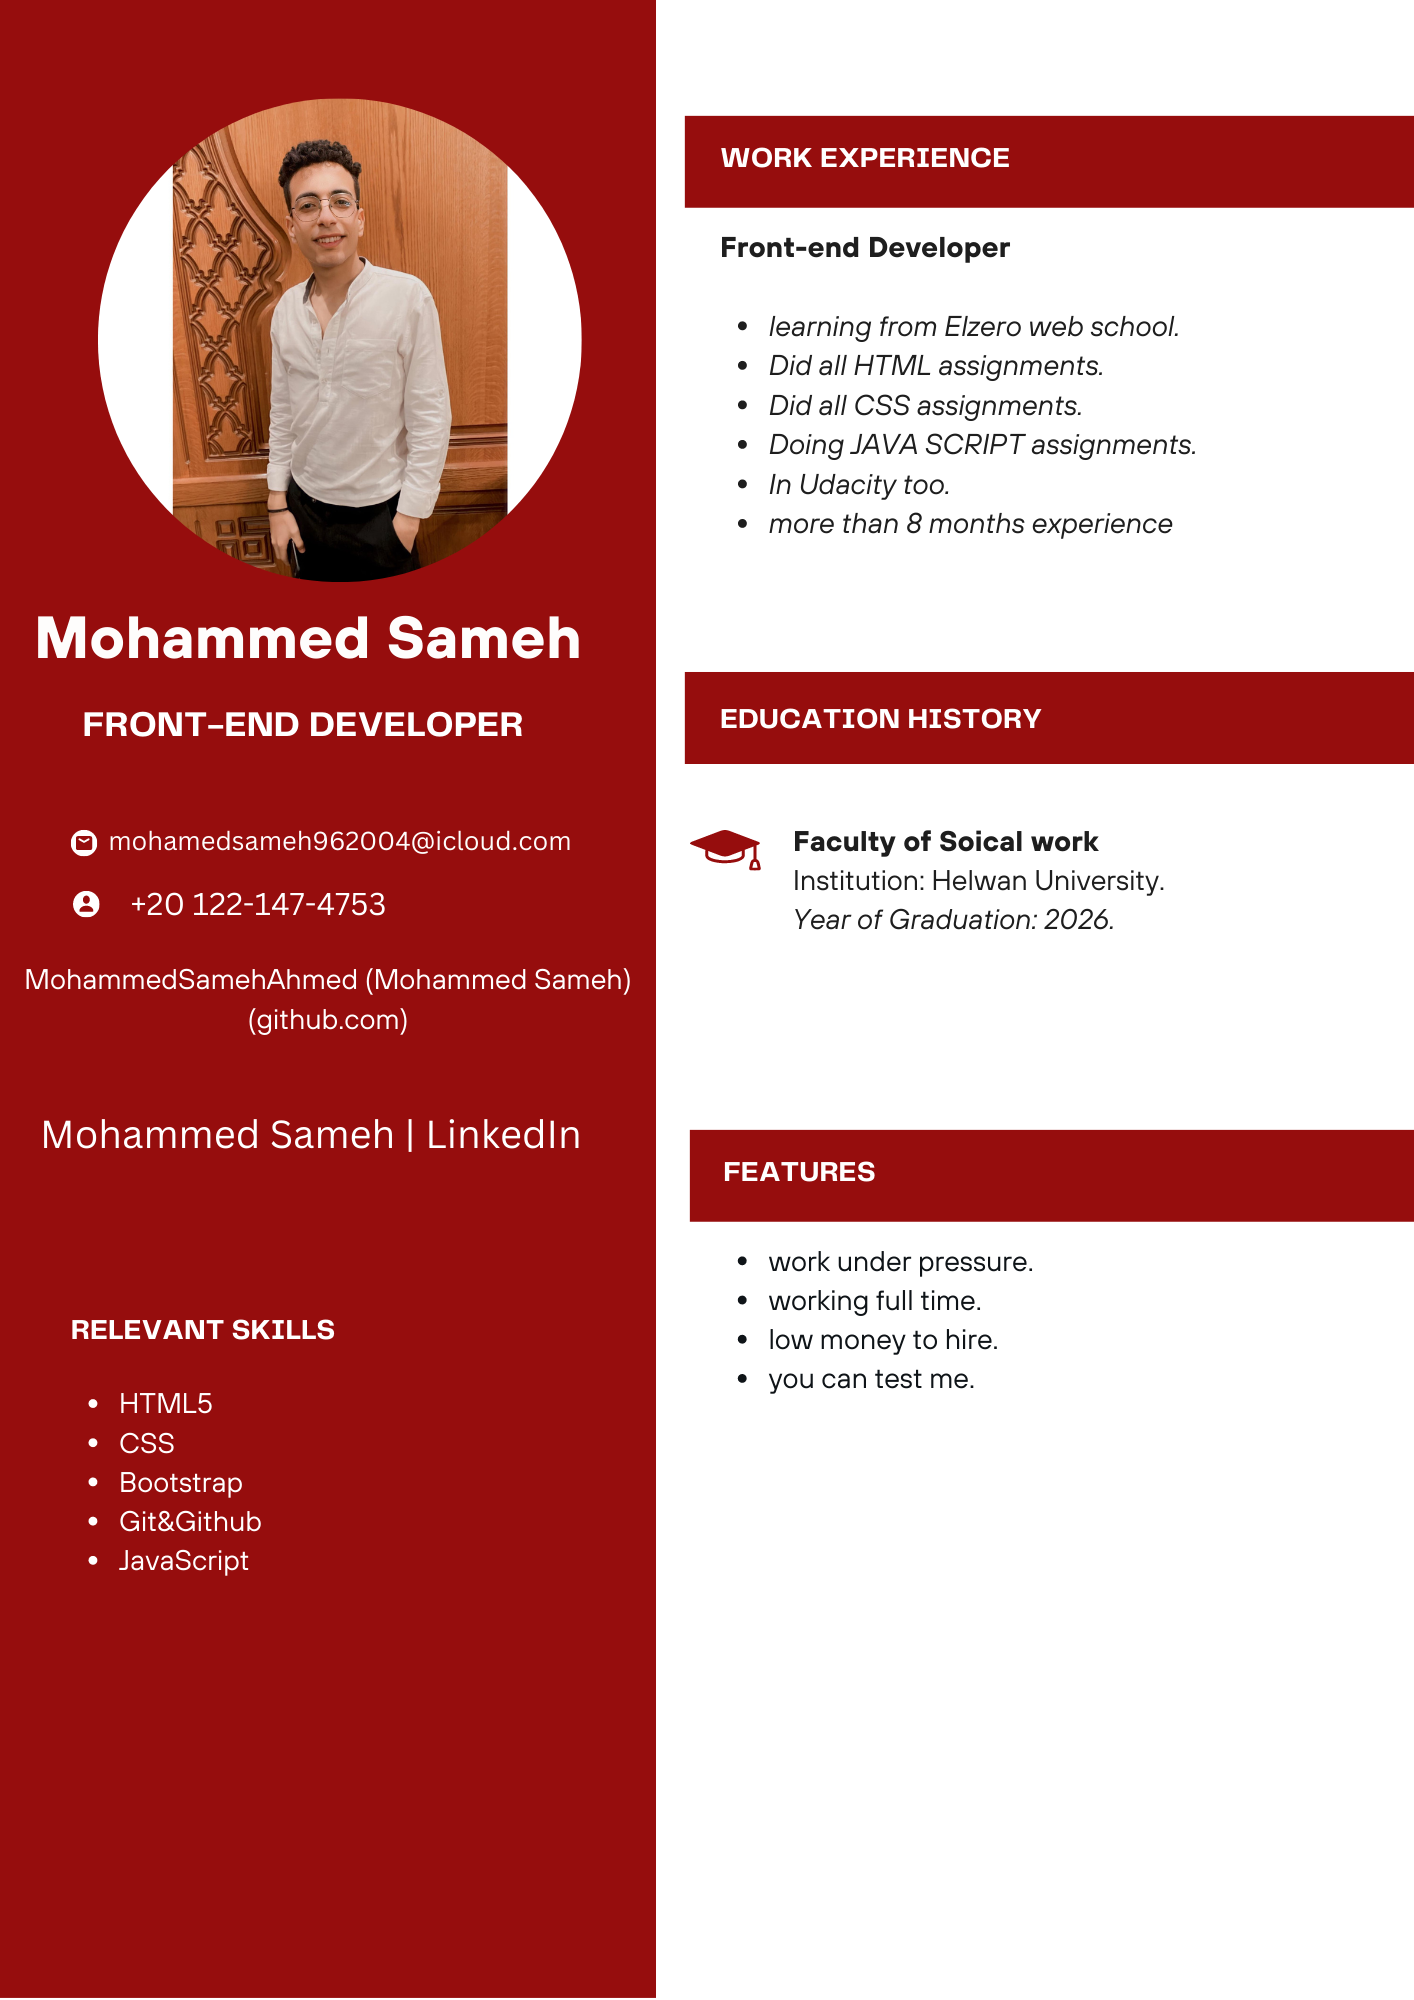 Mohammed Sameh
FRONT-END DEVELOPER
mohamedsameh962004@icloud.com
+20 122-147-4753
MohammedSamehAhmed (Mohammed Sameh)
(github.com)
Mohammed Sameh | LinkedIn
RELEVANT SKILLS
• HTML5
• CSS
• Bootstrap
• Git&Github
• JavaScript
WORK EXPERIENCE
Front-end Developer
• learning from Elzero web school.
• Did all HTML assignments.
• Did all CSS assignments.
• Doing JAVA SCRIPT assignments.
• In Udacity too.
• more than 8 months experience
EDUCATION HISTORY
Faculty of Soical work
Institution: Helwan University.
Year of Graduation: 2026.
FEATURES
• work under pressure.
• working full time.
• low money to hire.
• you can test me.